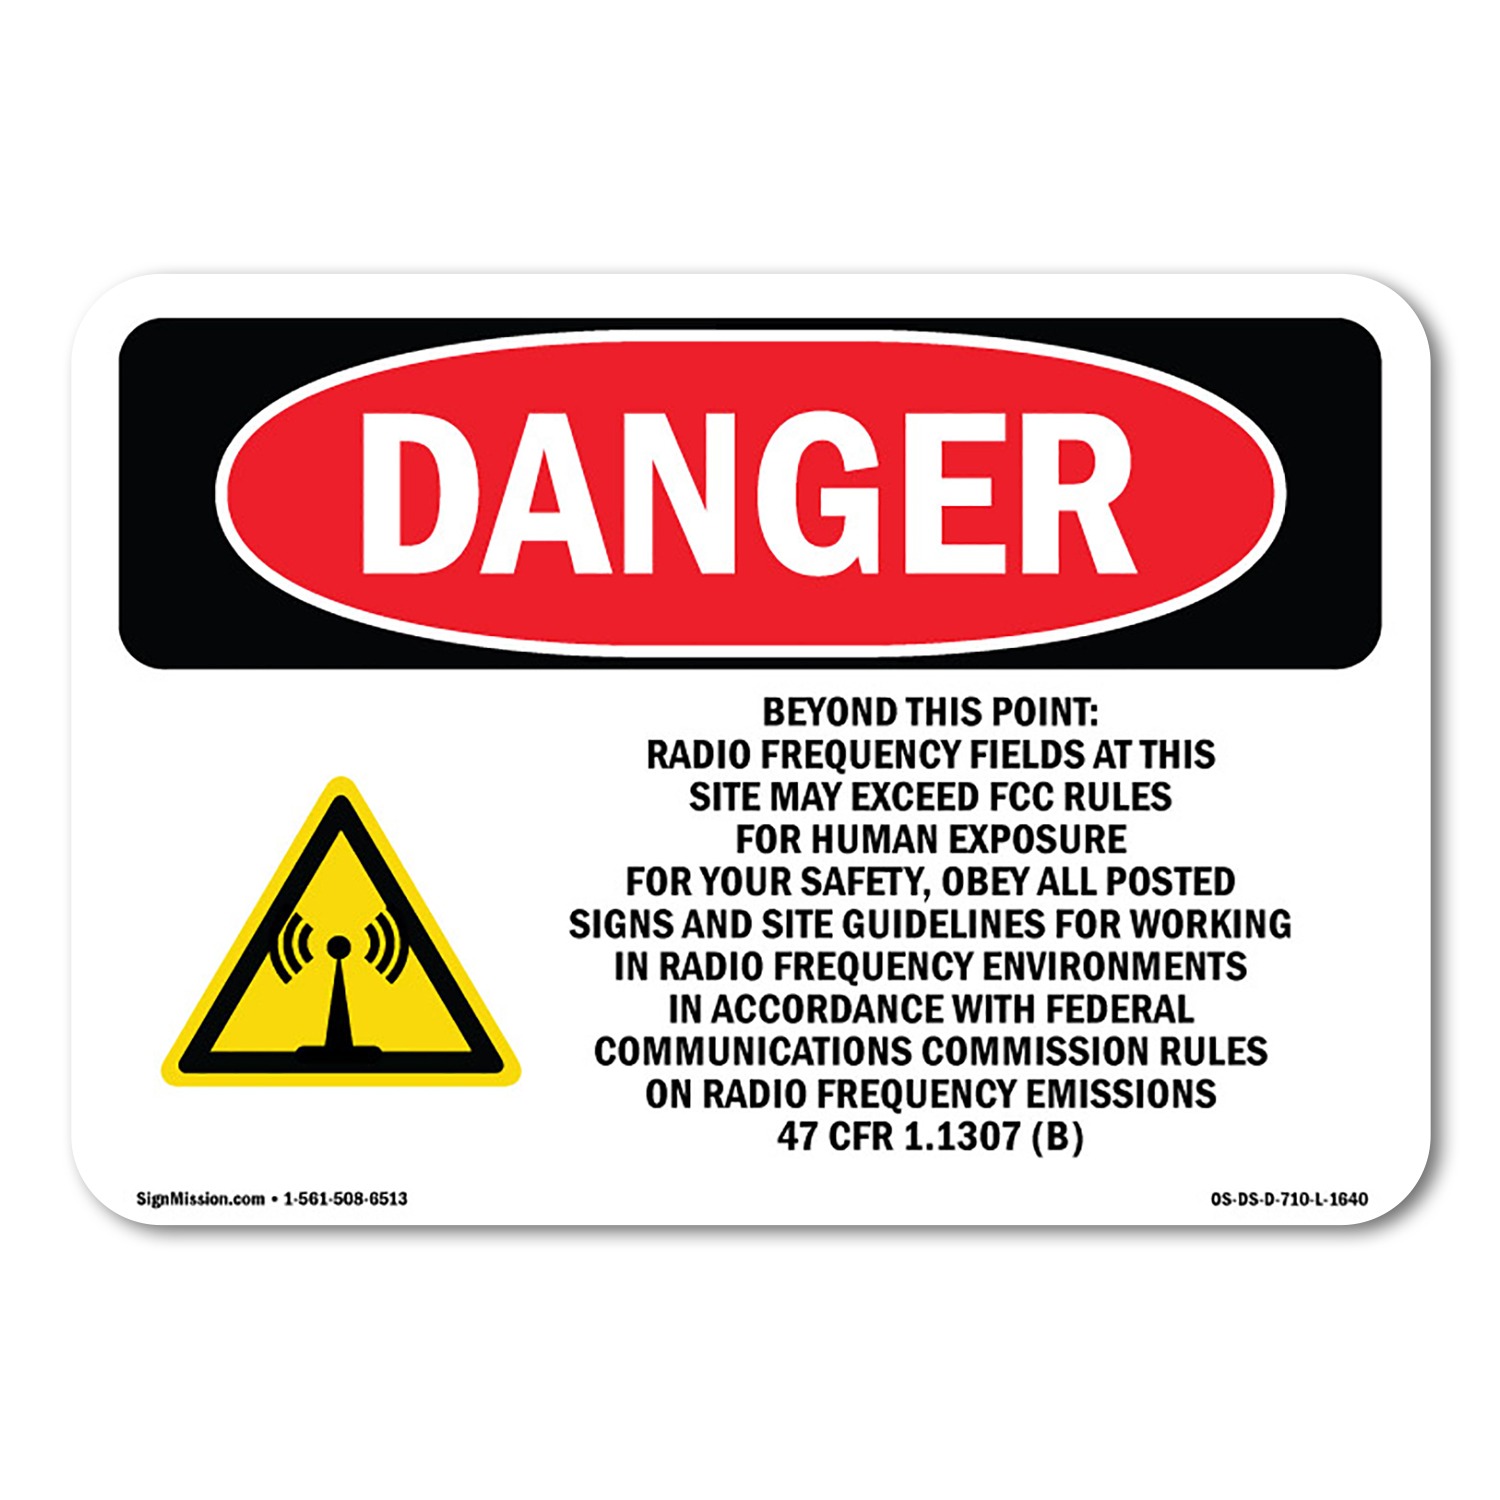 DANGER
BEYOND THIS POINT:
RADIO FREQUENCY FIELDS AT THIS
SITE MAY EXCEED FCC RULES
FOR HUMAN EXPOSURE
FOR YOUR SAFETY, OBEY ALL POSTED
SIGNS AND SITE GUIDELINES FOR WORKING
IN RADIO FREQUENCY ENVIRONMENTS
IN ACCORDANCE WITH FEDERAL
COMMUNICATIONS COMMISSION RULES
ON RADIO FREQUENCY EMISSIONS
47 CFR 1.1307 (B)
SignMission.com • 1-561-508-6513
OS-DS-D-710-L-1640